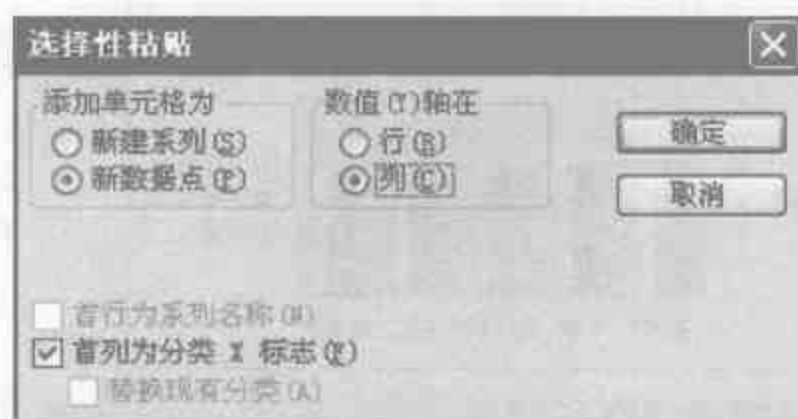 选择性粘贴
添加单元格为
数值(Y)轴在
新建系列(S)
行(R)
确定
新数据点(P)
列(C)
取消
首行为系列名称(N)
首列为分类 X 标志(F)
替换现有分类(A)